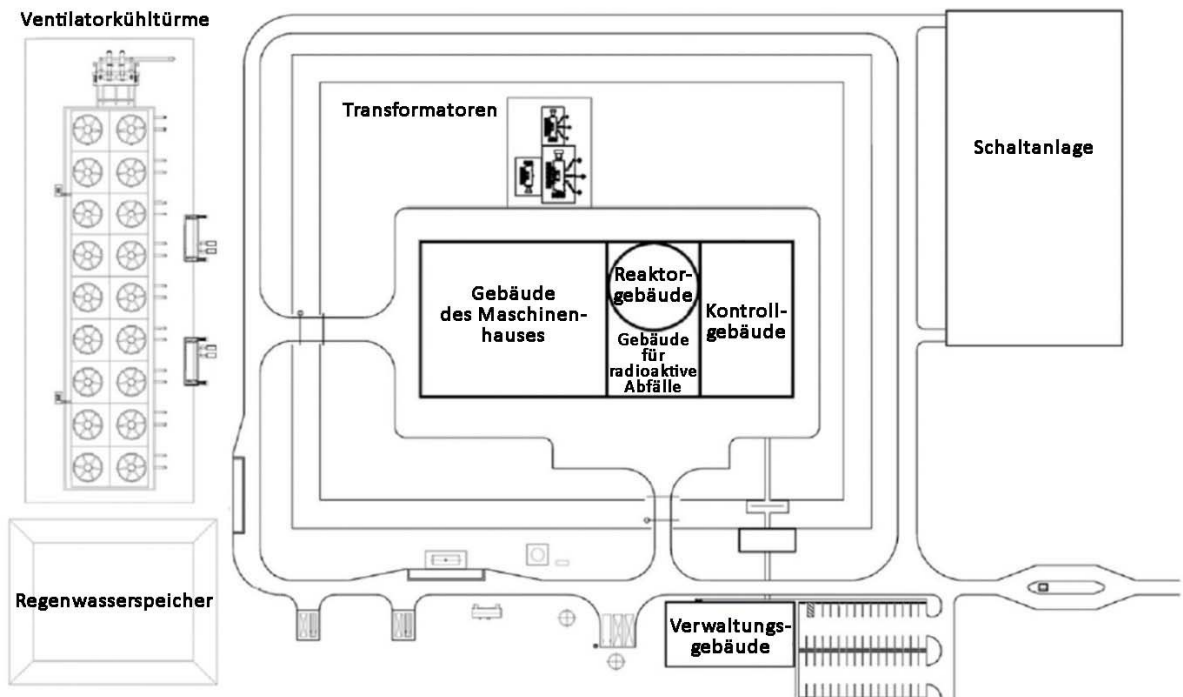 Ventilatorkühltürme
Transformatoren
Schaltanlage
Gebäude
des Maschinen-
hauses
Reaktor-
gebäude
Gebäude
für
radioaktive
Abfälle
Kontroll-
gebäude
Regenwasserspeicher
Verwaltungs-
gebäude